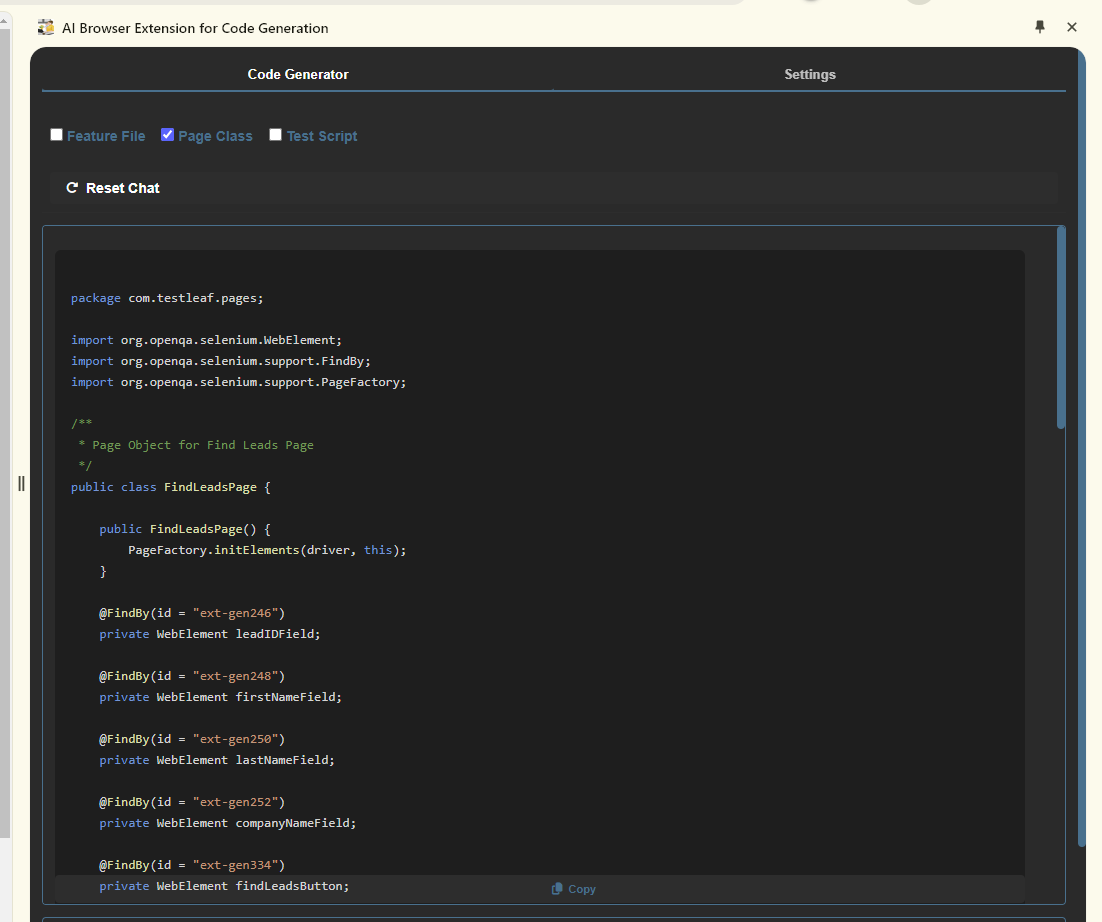 AI Browser Extension for Code Generation
Code Generator
Settings
Feature File
Page Class
Test Script
Reset Chat
package com.testleaf.pages;
import org.openqa.selenium.WebElement;
import org.openqa.selenium.support.FindBy;
import org.openqa.selenium.support.PageFactory;
/**
 * Page Object for Find Leads Page
 */
public class FindLeadsPage {
    public FindLeadsPage() {
        PageFactory.initElements(driver, this);
    }
    @FindBy(id = "ext-gen246")
    private WebElement leadIDField;
    @FindBy(id = "ext-gen248")
    private WebElement firstNameField;
    @FindBy(id = "ext-gen250")
    private WebElement lastNameField;
    @FindBy(id = "ext-gen252")
    private WebElement companyNameField;
    @FindBy(id = "ext-gen334")
    private WebElement findLeadsButton;
Copy